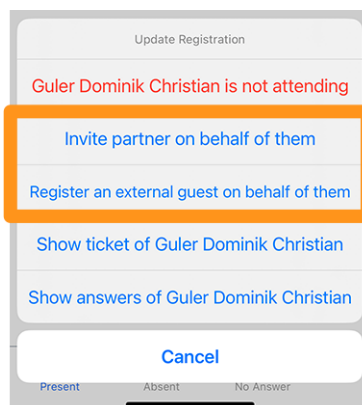 Update Registration
Guler Dominik Christian is not attending
Invite partner on behalf of them
Register an external guest on behalf of them
Show ticket of Guler Dominik Christian
Show answers of Guler Dominik Christian
Cancel
Present Absent No Answer